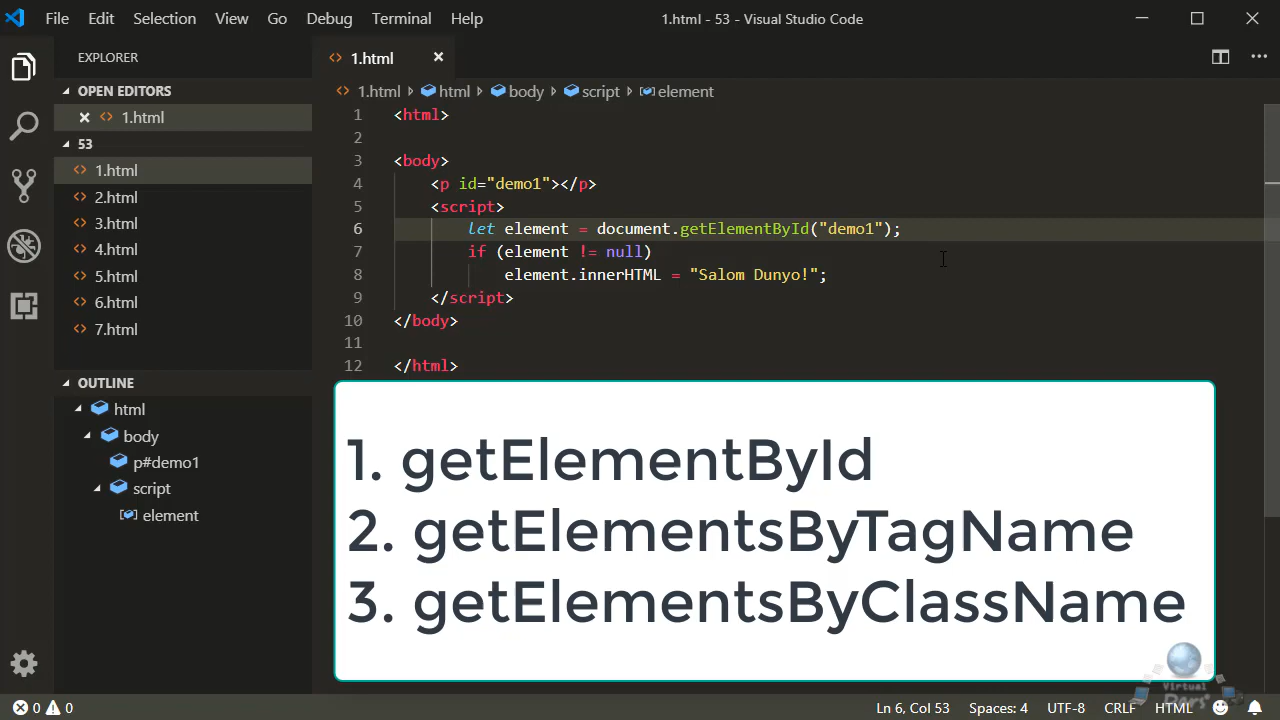 File Edit Selection View Go Debug Terminal Help 1.html - 53 - Visual Studio Code
EXPLORER
OPEN EDITORS
1.html
53
1.html
2.html
3.html
4.html
5.html
6.html
7.html
OUTLINE
html
body
p#demo1
script
element
1.html
1.html html body script element
1 <html>
2
3 <body>
4 <p id="demo1"></p>
5 <script>
6 let element = document.getElementById("demo1");
7 if (element != null)
8 element.innerHTML = "Salom Dunyo!";
9 </script>
10 </body>
11
12 </html>
1. getElementById
2. getElementsByTagName
3. getElementsByClassName
Virtual
Dars
0 0 Ln 6, Col 53 Spaces: 4 UTF-8 CRLF HTML